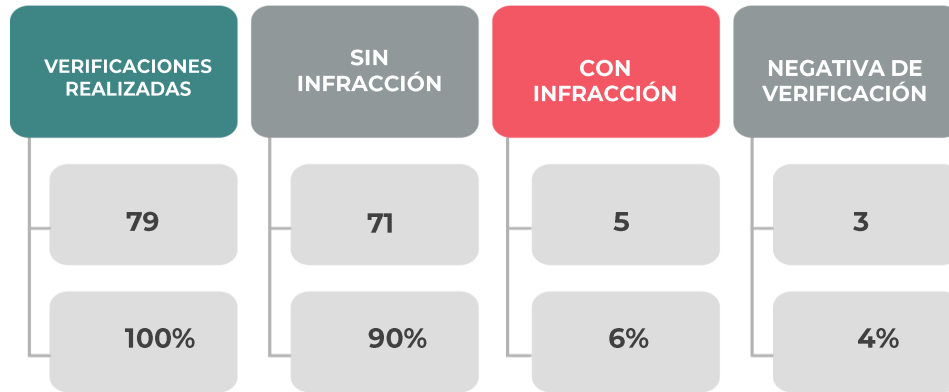 VERIFICACIONES
REALIZADAS
79
100%
SIN
INFRACCIÓN
71
90%
CON
INFRACCIÓN
5
6%
NEGATIVA DE
VERIFICACIÓN
3
4%